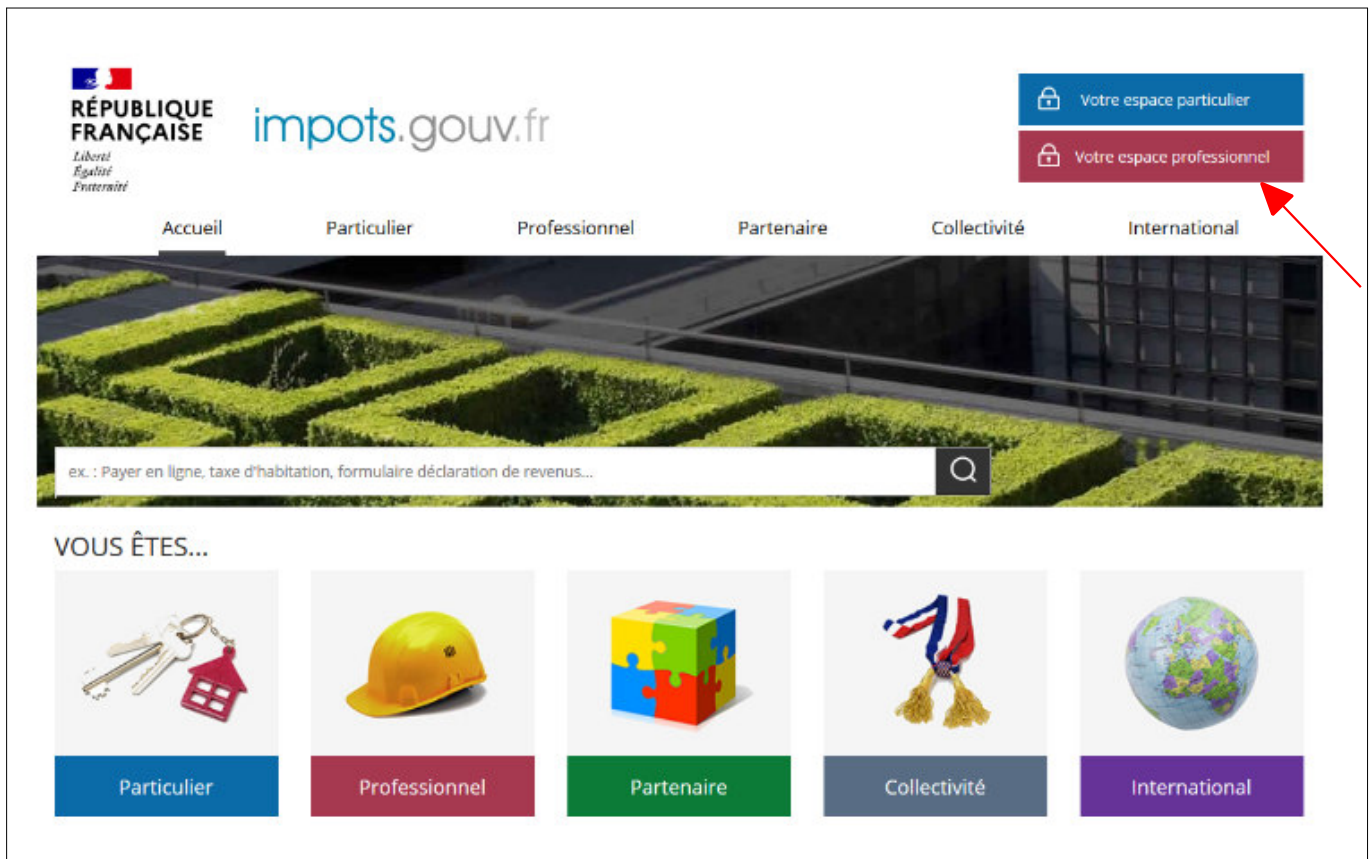 RÉPUBLIQUE
FRANÇAISE
Liberté
Égalité
Fraternité
impots.gouv.fr
Votre espace particulier
Votre espace professionnel
Accueil Particulier Professionnel Partenaire Collectivité International
ex. : Payer en ligne, taxe d'habitation, formulaire déclaration de revenus...
VOUS ÊTES...
Particulier Professionnel Partenaire Collectivité International